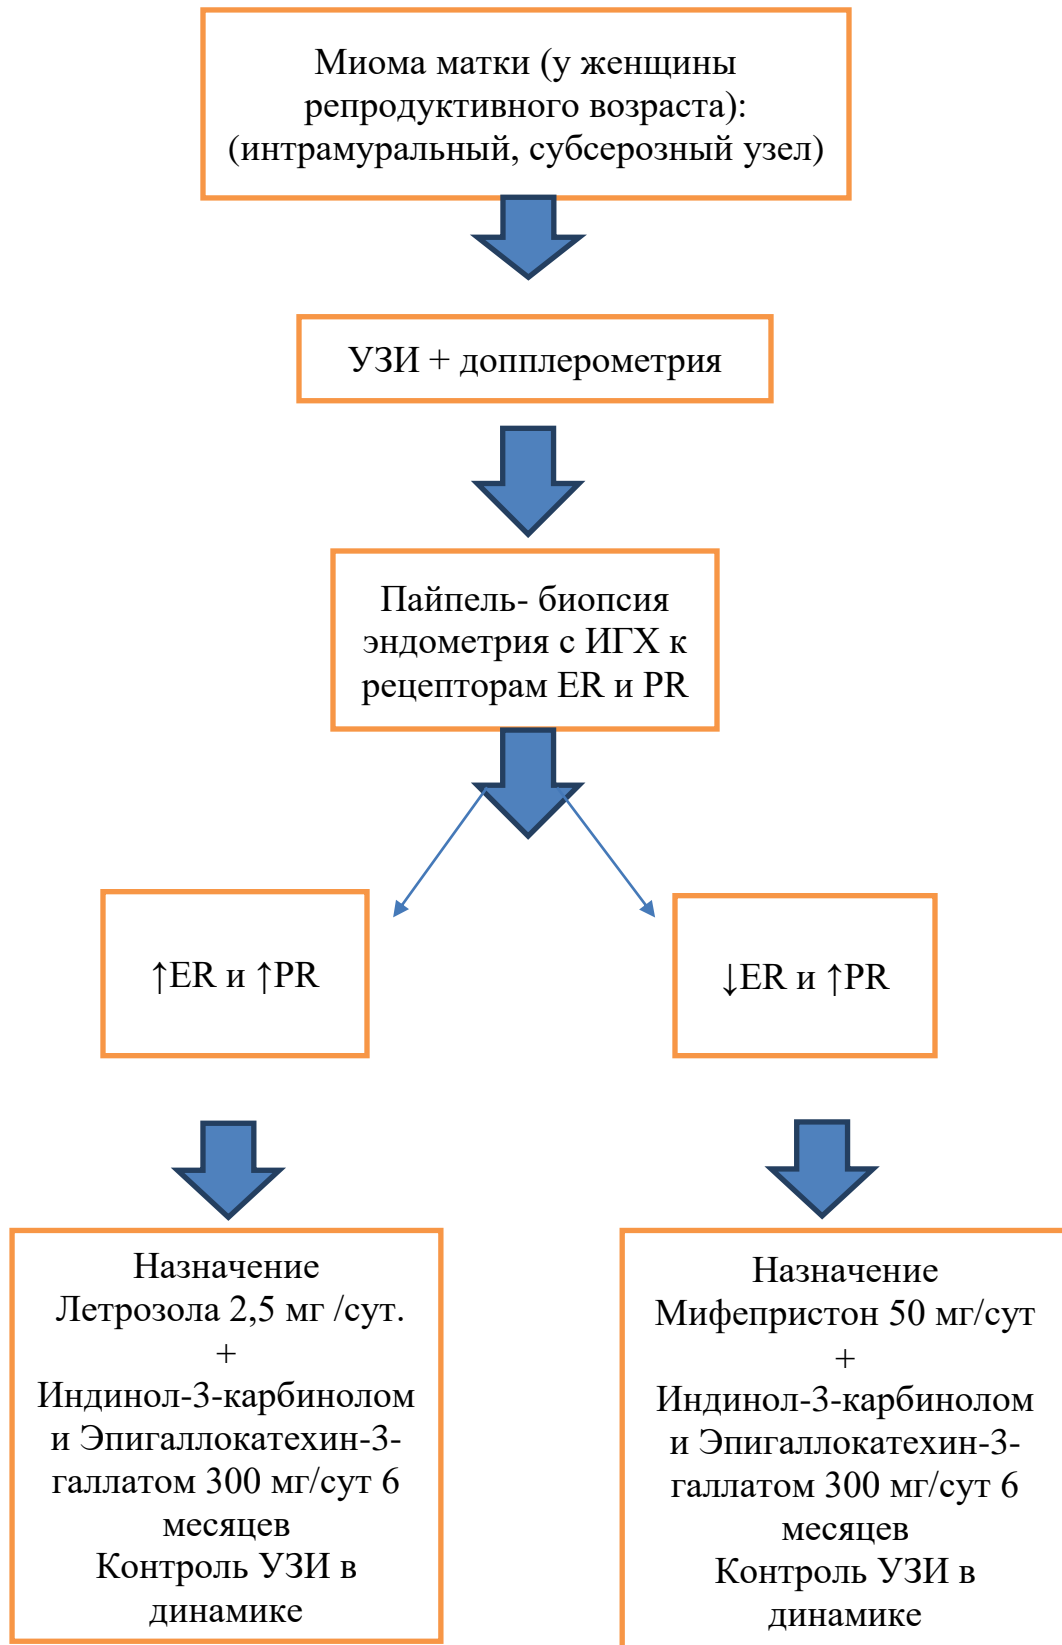 Миома матки (у женщины
репродуктивного возраста):
(интрамуральный, субсерозный узел)
УЗИ + допплерометрия
Пайпель- биопсия
эндометрия с ИГХ к
рецепторам ER и PR
↑ER и ↑PR
↓ER и ↑PR
Назначение
Летрозола 2,5 мг /сут.
+
Индинол-3-карбинолом
и Эпигаллокатехин-3-
галлатом 300 мг/сут 6
месяцев
Контроль УЗИ в
динамике
Назначение
Мифепристон 50 мг/сут
+
Индинол-3-карбинолом
и Эпигаллокатехин-3-
галлатом 300 мг/сут 6
месяцев
Контроль УЗИ в
динамике